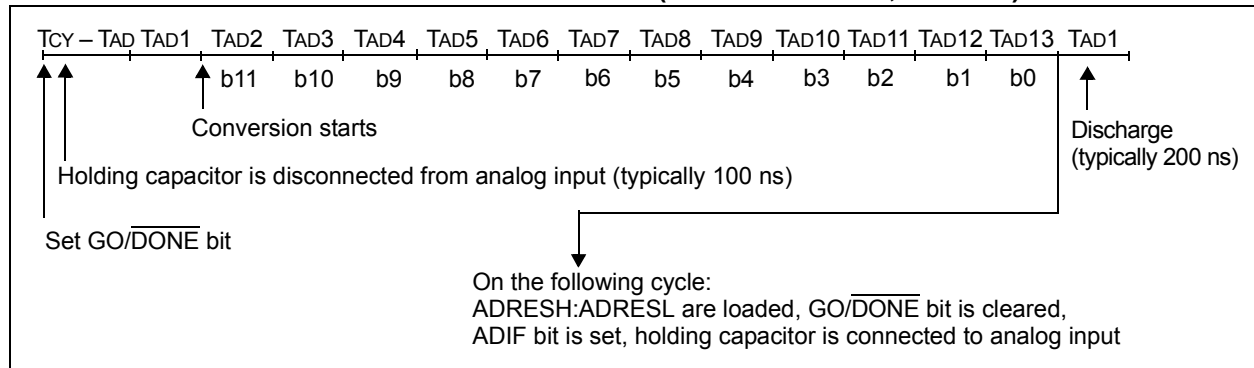 TCY – TAD TAD1 TAD2 TAD3 TAD4 TAD5 TAD6 TAD7 TAD8 TAD9 TAD10 TAD11 TAD12 TAD13 TAD1
b11 b10 b9 b8 b7 b6 b5 b4 b3 b2 b1 b0
Conversion starts
Discharge
(typically 200 ns)
Holding capacitor is disconnected from analog input (typically 100 ns)
Set GO/DONE bit
On the following cycle:
ADRESH:ADRESL are loaded, GO/DONE bit is cleared,
ADIF bit is set, holding capacitor is connected to analog input